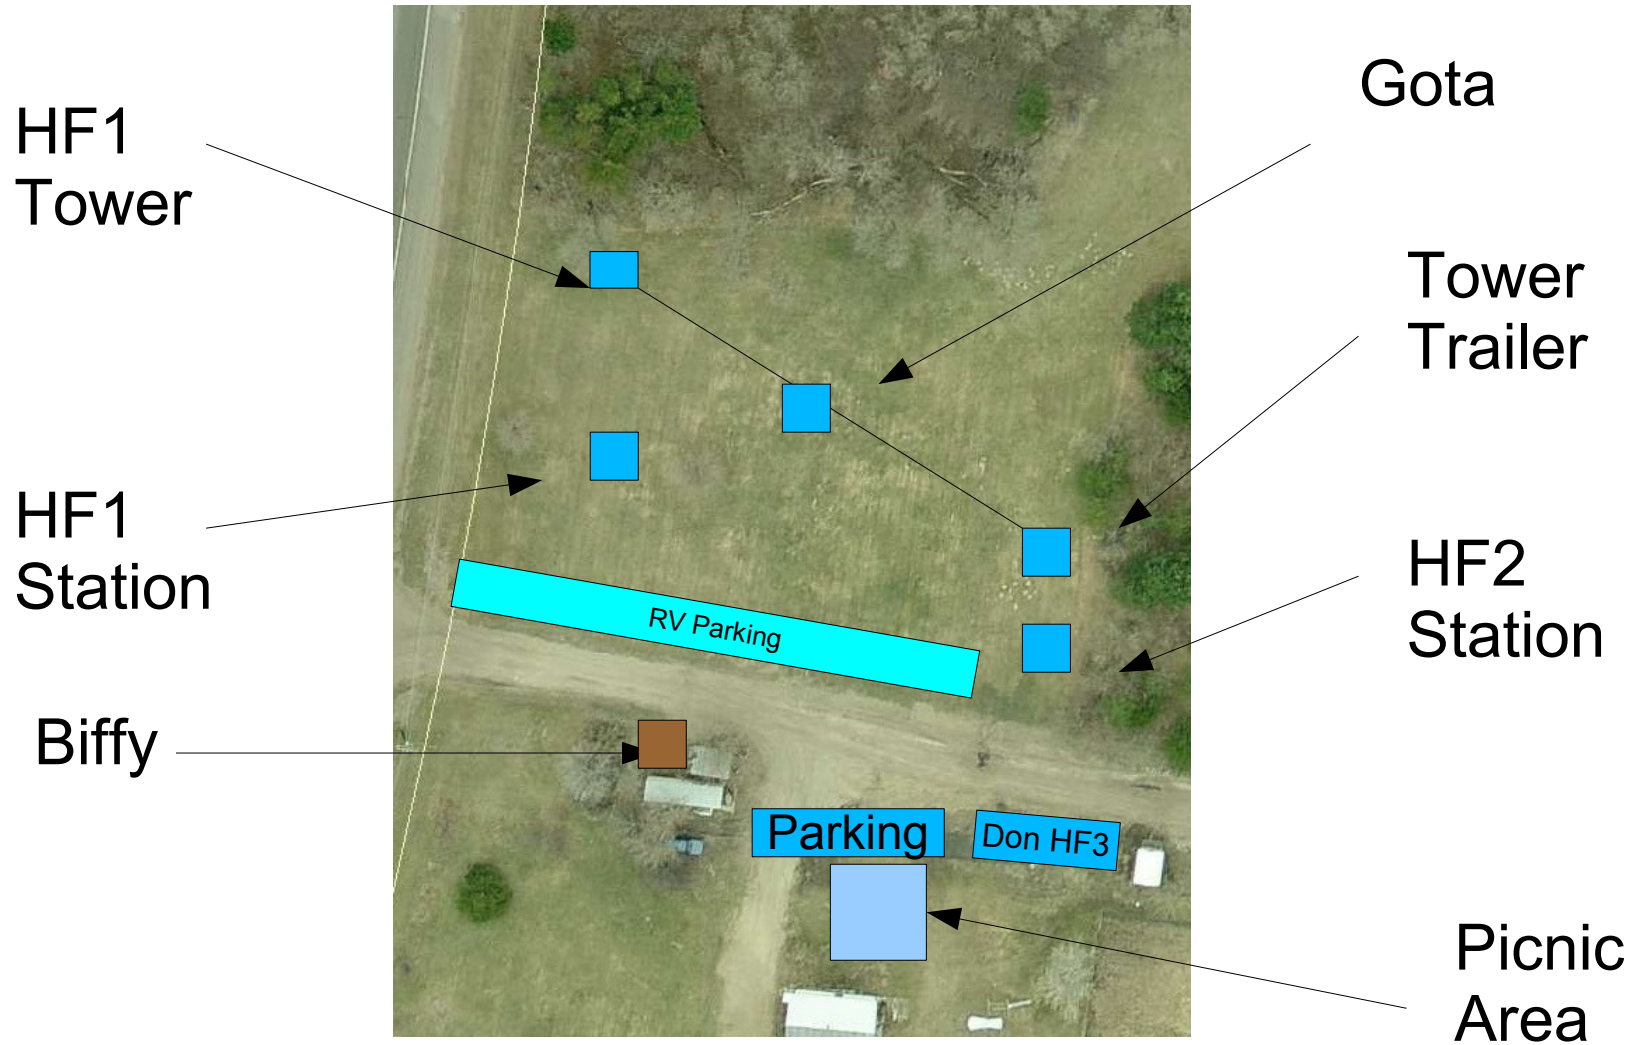 Gota
HF1
Tower
Tower
Trailer
HF1
Station
HF2
Station
RV Parking
Biffy
Parking
Don HF3
Picnic
Area